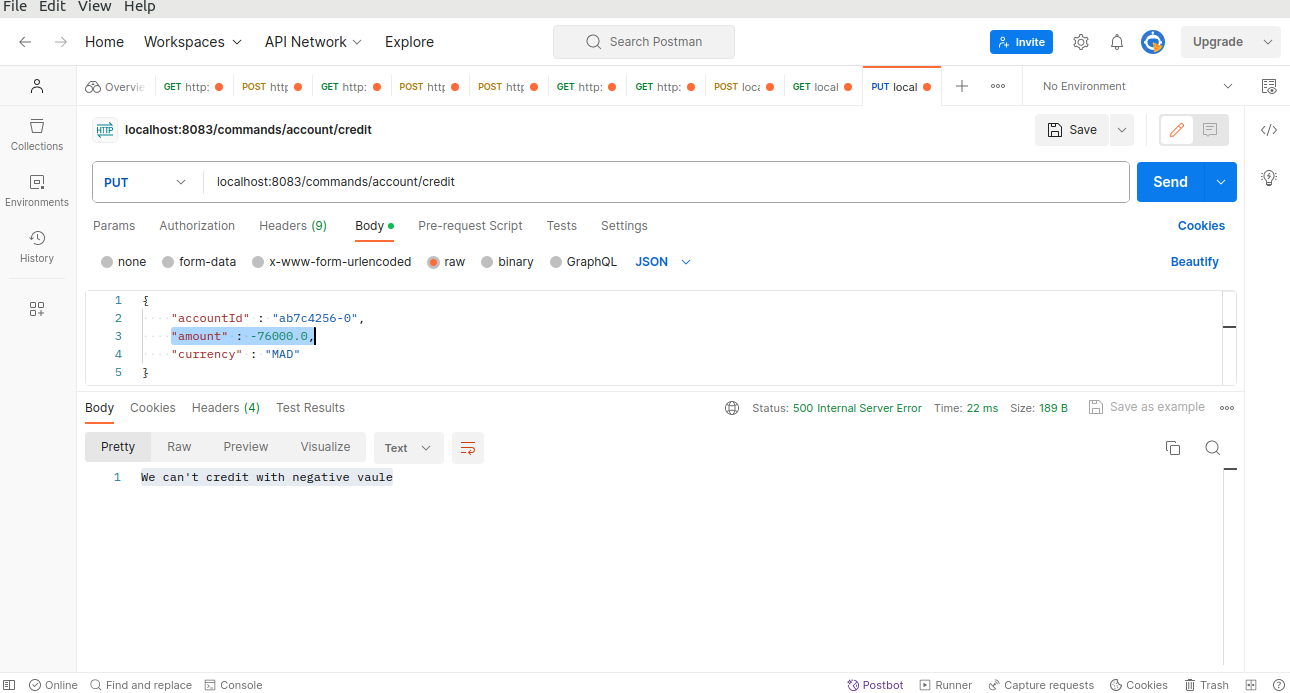 File Edit View Help
Home Workspaces API Network Explore Search Postman Invite Upgrade
Overvie GET http: POST http GET http: POST http POST http GET http: GET http: POST loca GET local PUT local No Environment
HTTP localhost:8083/commands/account/credit Save
Collections
PUT localhost:8083/commands/account/credit Send
Environments
Params Authorization Headers (9) Body Pre-request Script Tests Settings Cookies
History
none form-data x-www-form-urlencoded raw binary GraphQL JSON Beautify
1 {
2 "accountId" : "ab7c4256-0",
3 "amount" : -76000.0,
4 "currency" : "MAD"
5 }
Body Cookies Headers (4) Test Results Status: 500 Internal Server Error Time: 22 ms Size: 189 B Save as example
Pretty Raw Preview Visualize Text
1 We can't credit with negative vaule
Online Find and replace Console Postbot Runner Capture requests Cookies Trash